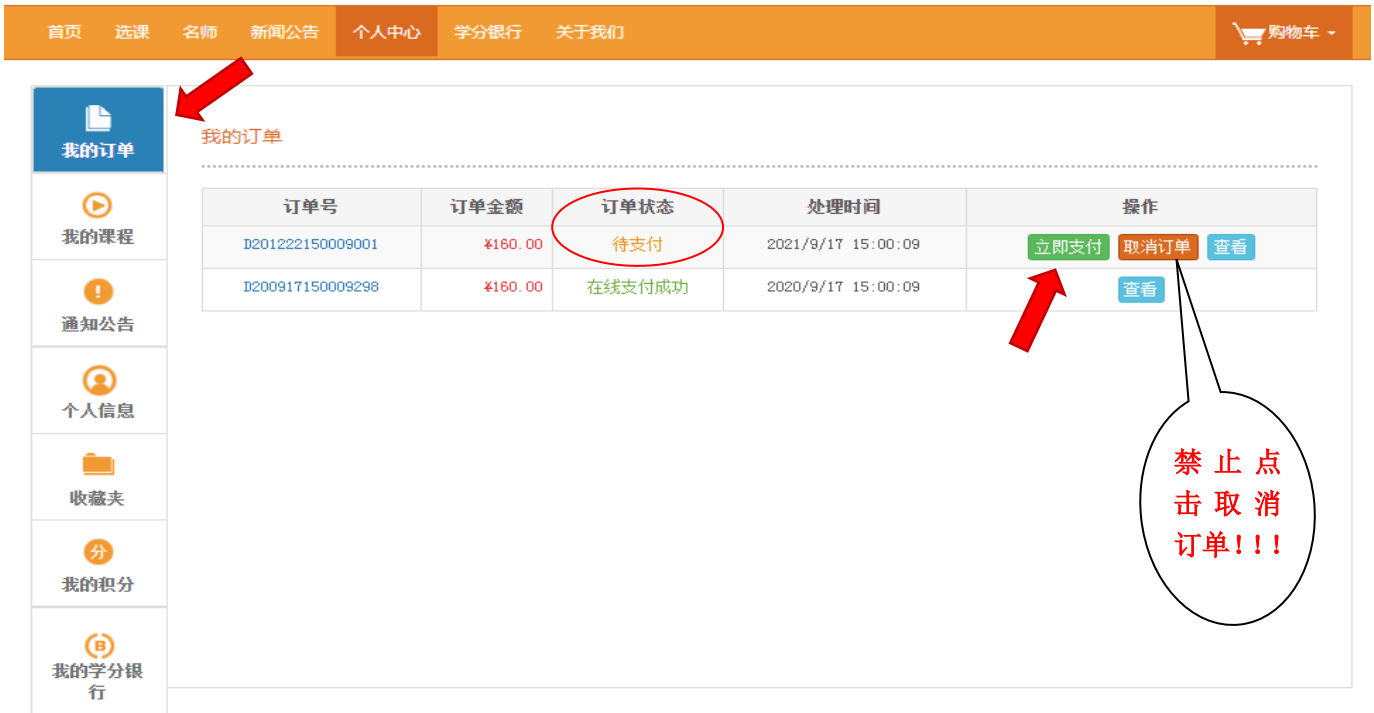 首页 选课 名师 新闻公告 个人中心 学分银行 关于我们 购物车
我的订单
我的订单
订单号 订单金额 订单状态 处理时间 操作
D201222150009001 ¥160.00 待支付 2021/9/17 15:00:09 立即支付 取消订单 查看
D200917150009298 ¥160.00 在线支付成功 2020/9/17 15:00:09 查看
我的课程
通知公告
个人信息
收藏夹
分
我的积分
B
我的学分银
行
禁止点
击取消
订单!!!